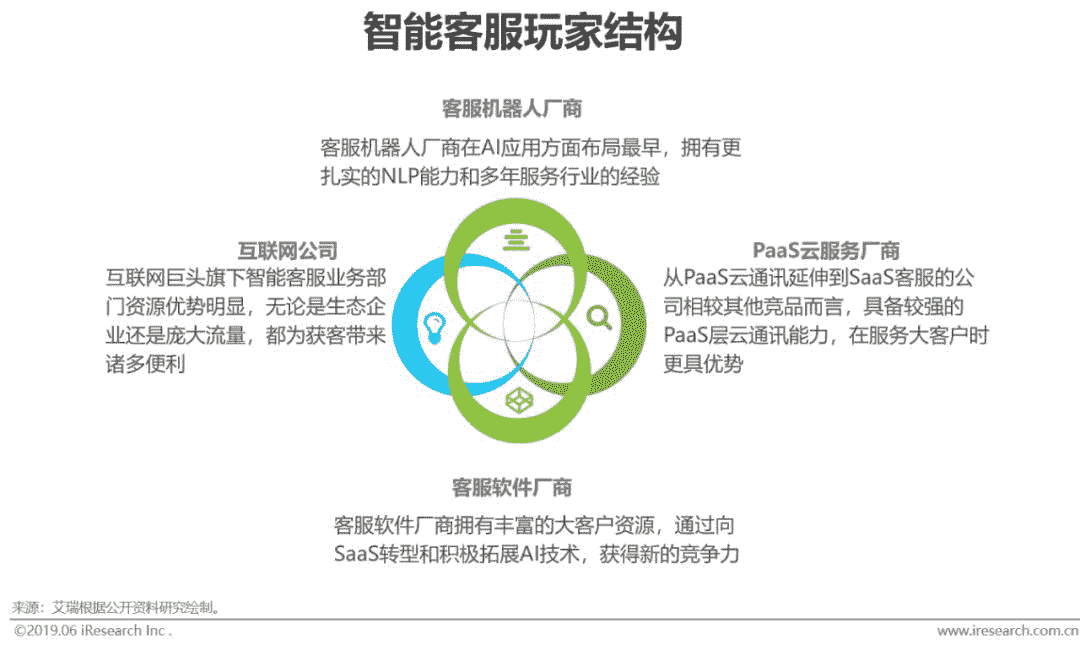 智能客服玩家结构
客服机器人厂商
客服机器人厂商在AI应用方面布局最早，拥有更
扎实的NLP能力和多年服务行业的经验
互联网公司
互联网巨头旗下智能客服业务部
门资源优势明显，无论是生态企
业还是庞大流量，都为获客带来
诸多便利
PaaS云服务厂商
从PaaS云通讯延伸到SaaS客服的公
司相较其他竞品而言，具备较强的
PaaS层云通讯能力，在服务大客户时
更具优势
客服软件厂商
客服软件厂商拥有丰富的大客户资源，通过向
SaaS转型和积极拓展AI技术，获得新的竞争力
来源：艾瑞根据公开资料研究绘制。
©2019.06 iResearch Inc .
www.iresearch.com.cn